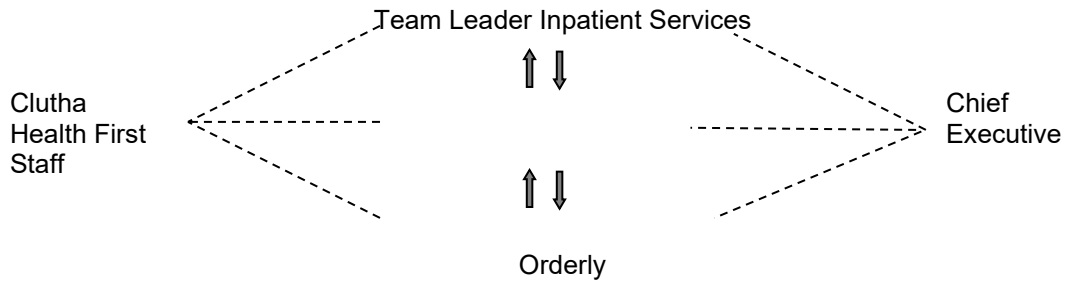 Team Leader Inpatient Services
Clutha
Health First
Staff
Chief
Executive
Orderly